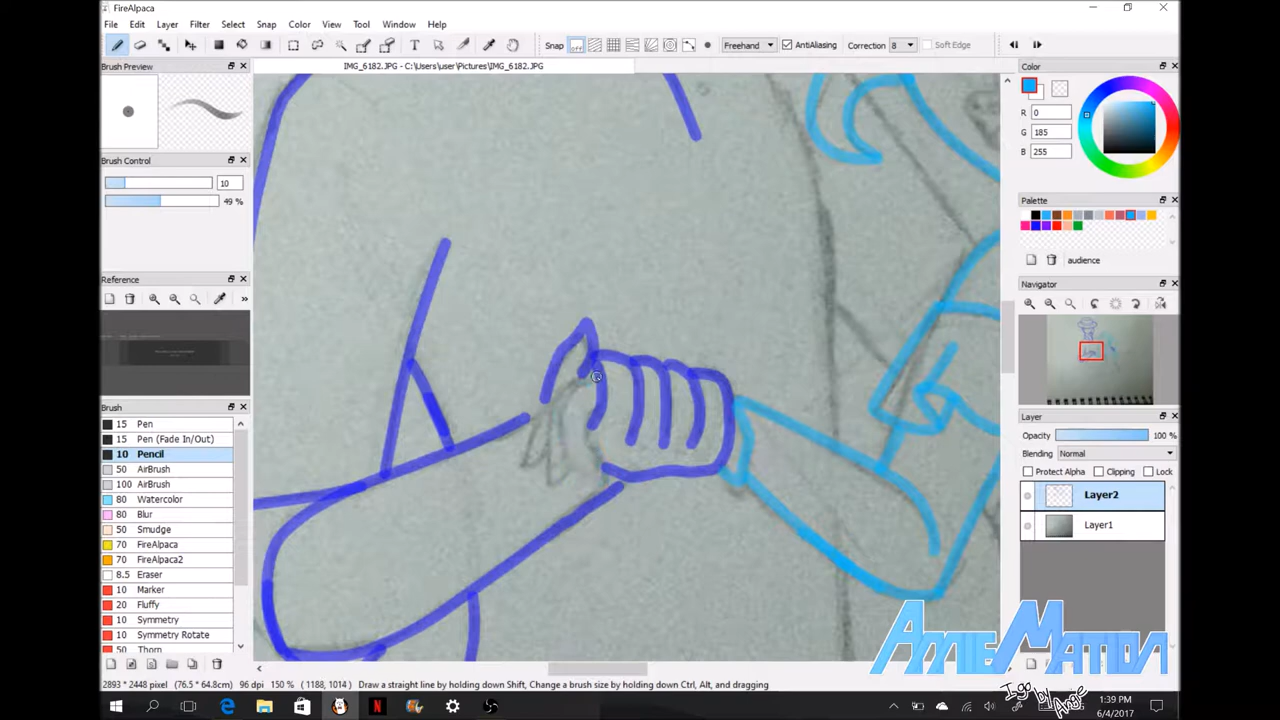 FireAlpaca
File Edit Layer Filter Select Snap Color View Tool Window Help
Snap off Freehand AntiAliasing Correction 8 Soft Edge
IMG_6182.JPG - C:\Users\user\Pictures\IMG_6182.JPG
Brush Preview
Brush Control
10
49 %
Reference
Brush
15 Pen
15 Pen (Fade In/Out)
10 Pencil
50 AirBrush
100 AirBrush
80 Watercolor
80 Blur
50 Smudge
70 FireAlpaca
70 FireAlpaca2
8.5 Eraser
10 Marker
20 Fluffy
10 Symmetry
10 Symmetry Rotate
50 Thorn
Color
R 0
G 185
B 255
Palette
audience
Navigator
Layer
Opacity 100 %
Blending Normal
Protect Alpha Clipping Lock
Layer2
Layer1
2893 * 2448 pixel (76.5 * 64.8cm) 96 dpi 150 % ( 1188, 1014 ) Draw a straight line by holding down Shift, Change a brush size by holding down Ctrl, Alt, and dragging
1:39 PM
6/4/2017